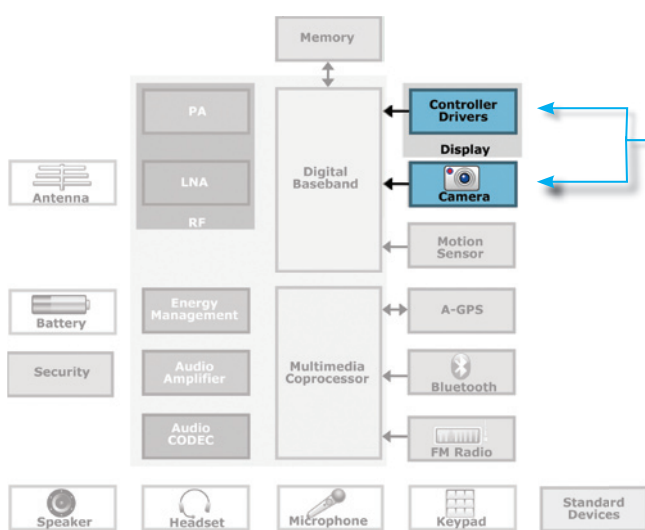 Memory
PA
Digital
Baseband
Controller
Drivers
Display
LNA
RF
Antenna
Camera
Motion
Sensor
Energy
Management
A-GPS
Battery
Security
Audio
Amplifier
Multimedia
Coprocessor
Bluetooth
Audio
CODEC
FM Radio
Speaker
Headset
Microphone
Keypad
Standard
Devices